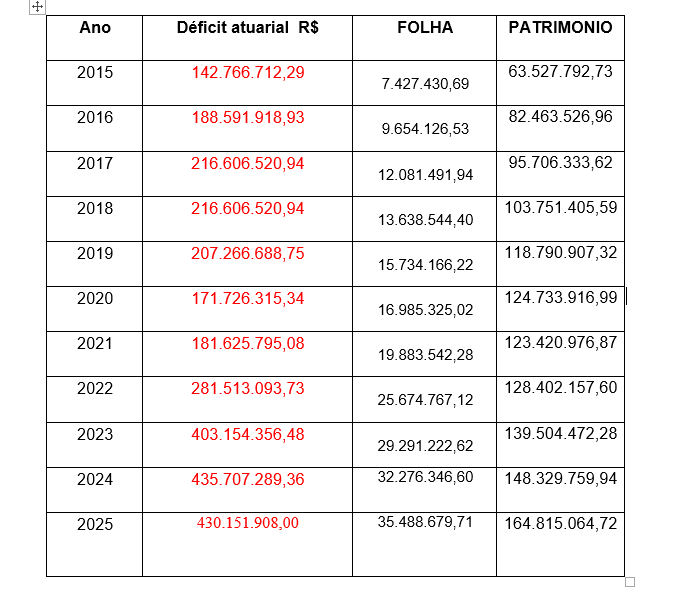 Ano Déficit atuarial R$ FOLHA PATRIMONIO
2015 142.766.712,29 7.427.430,69 63.527.792,73
2016 188.591.918,93 9.654.126,53 82.463.526,96
2017 216.606.520,94 12.081.491,94 95.706.333,62
2018 216.606.520,94 13.638.544,40 103.751.405,59
2019 207.266.688,75 15.734.166,22 118.790.907,32
2020 171.726.315,34 16.985.325,02 124.733.916,99
2021 181.625.795,08 19.883.542,28 123.420.976,87
2022 281.513.093,73 25.674.767,12 128.402.157,60
2023 403.154.356,48 29.291.222,62 139.504.472,28
2024 435.707.289,36 32.276.346,60 148.329.759,94
2025 430.151.908,00 35.488.679,71 164.815.064,72